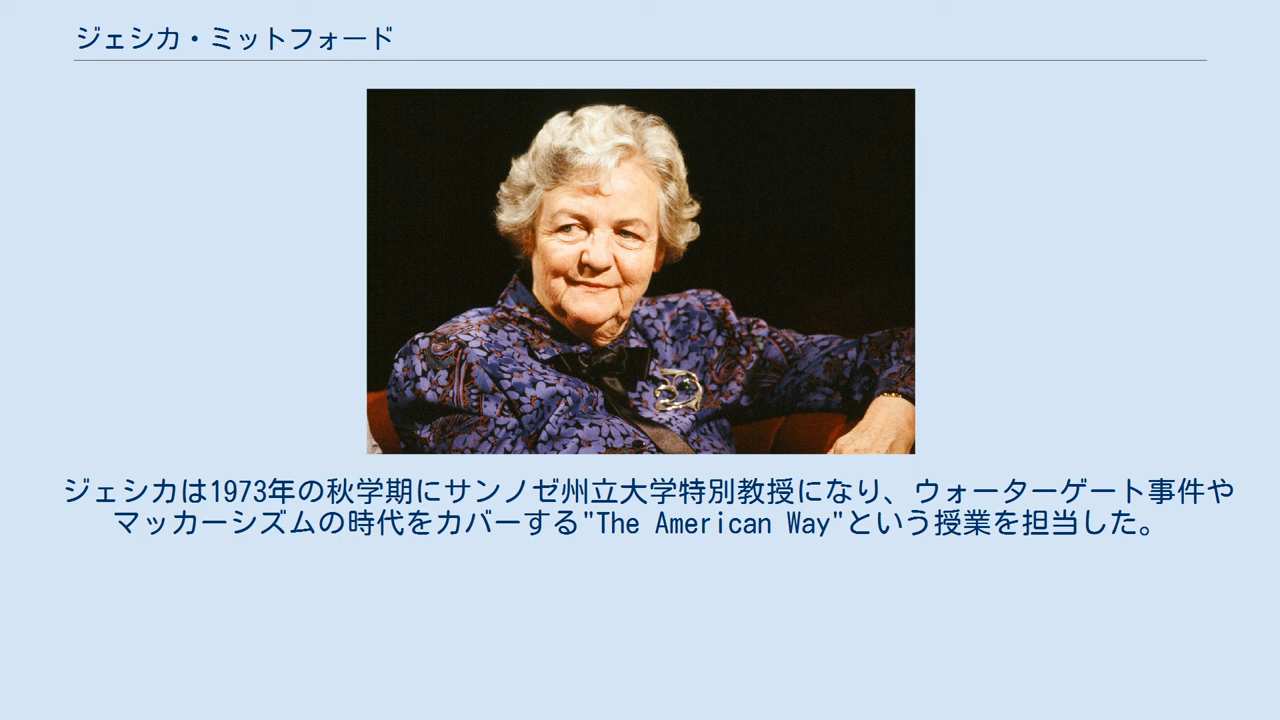 ジェシカ・ミットフォード
ジェシカは1973年の秋学期にサンノゼ州立大学特別教授になり、ウォーターゲート事件や
マッカーシズムの時代をカバーする"The American Way"という授業を担当した。